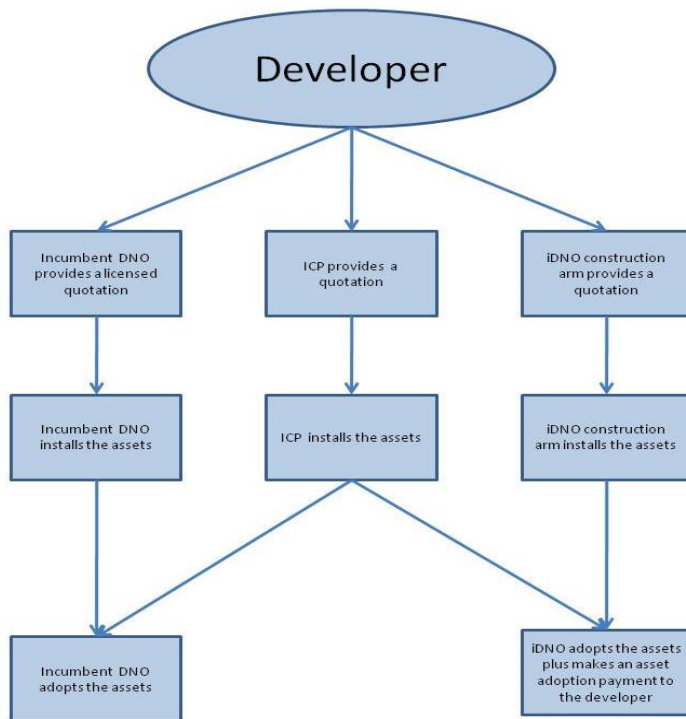 Developer
Incumbent DNO
provides a licensed
quotation
ICP provides a
quotation
iDNO construction
arm provides a
quotation
Incumbent DNO
installs the assets
ICP installs the assets
iDNO construction
arm installs the assets
Incumbent DNO
adopts the assets
iDNO adopts the assets
plus makes an asset
adoption payment to
the developer